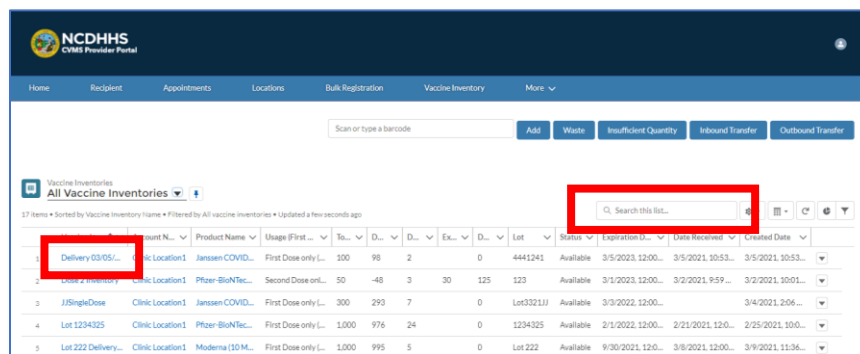 NCDHHS
CVMS Provider Portal
Home Recipient Appointments Locations Bulk Registration Vaccine Inventory More
Scan or type a barcode Add Waste Insufficient Quantity Inbound Transfer Outbound Transfer
Vaccine Inventories
All Vaccine Inventories
17 items • Sorted by Vaccine Inventory Name • Filtered by All vaccine inventories • Updated a few seconds ago
Search this list...
Account N... Product Name Usage (First ... To... D... D... Ex... D... Lot Status Expiration D... Date Received Created Date
1 Delivery 03/05/... Clinic Location1 Janssen COVID... First Dose only (... 100 98 2 0 4441241 Available 3/5/2023, 12:00... 3/5/2021, 10:53... 3/5/2021, 10:53...
2 Dose 2 Inventory Clinic Location1 Pfizer-BioNTec... Second Dose onl... 50 -48 3 30 125 123 Available 3/1/2023, 12:00... 3/2/2021, 9:59 ... 3/2/2021, 10:01...
3 JJSingleDose Clinic Location1 Janssen COVID... First Dose only (... 300 293 7 0 Lot3321JJ Available 3/3/2022, 12:00... 3/4/2021, 2:06 ...
4 Lot 1234325 Clinic Location1 Pfizer-BioNTec... First Dose only (... 1,000 976 24 0 1234325 Available 2/1/2022, 12:00... 2/21/2021, 12:0... 2/25/2021, 10:0...
5 Lot 222 Delivery... Clinic Location1 Moderna (10 M... First Dose only (... 1,000 995 5 0 Lot 222 Available 9/30/2021, 12:0... 3/8/2021, 12:00... 3/9/2021, 11:36...